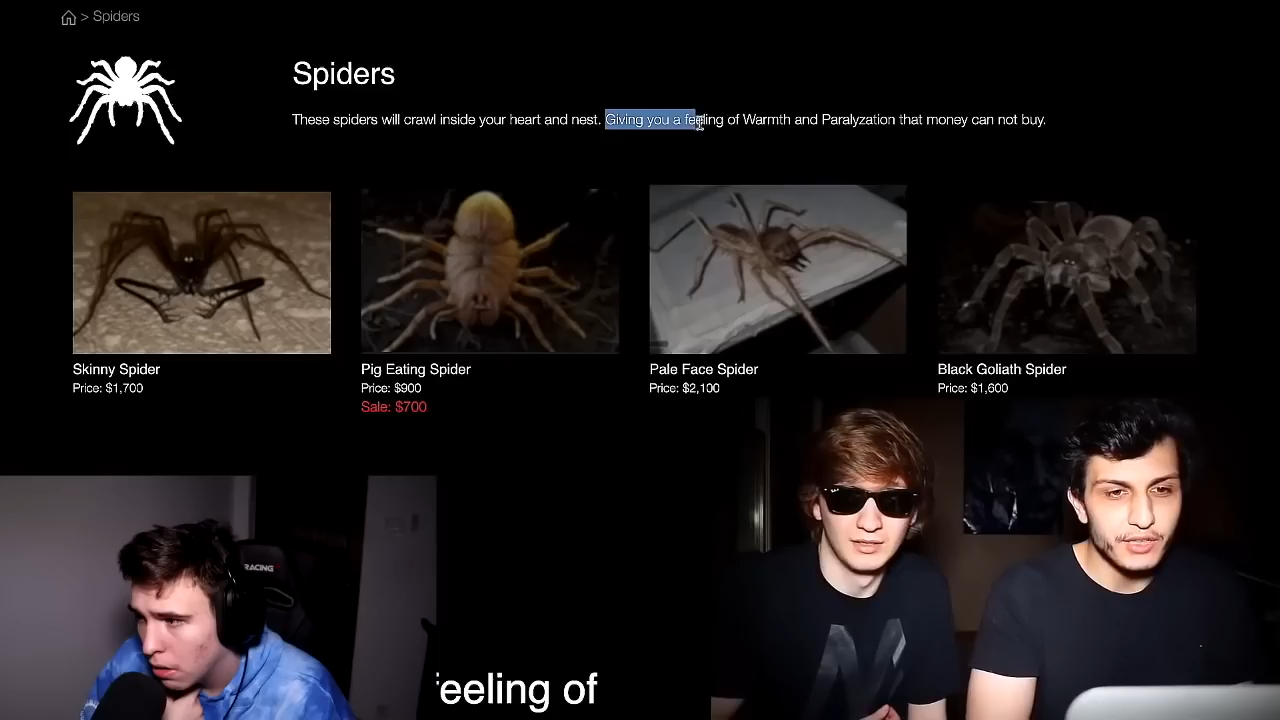 > Spiders
Spiders
These spiders will crawl inside your heart and nest. Giving you a feeling of Warmth and Paralyzation that money can not buy.
Skinny Spider
Price: $1,700
Pig Eating Spider
Price: $900
Sale: $700
Pale Face Spider
Price: $2,100
Black Goliath Spider
Price: $1,600
RACING
feeling of